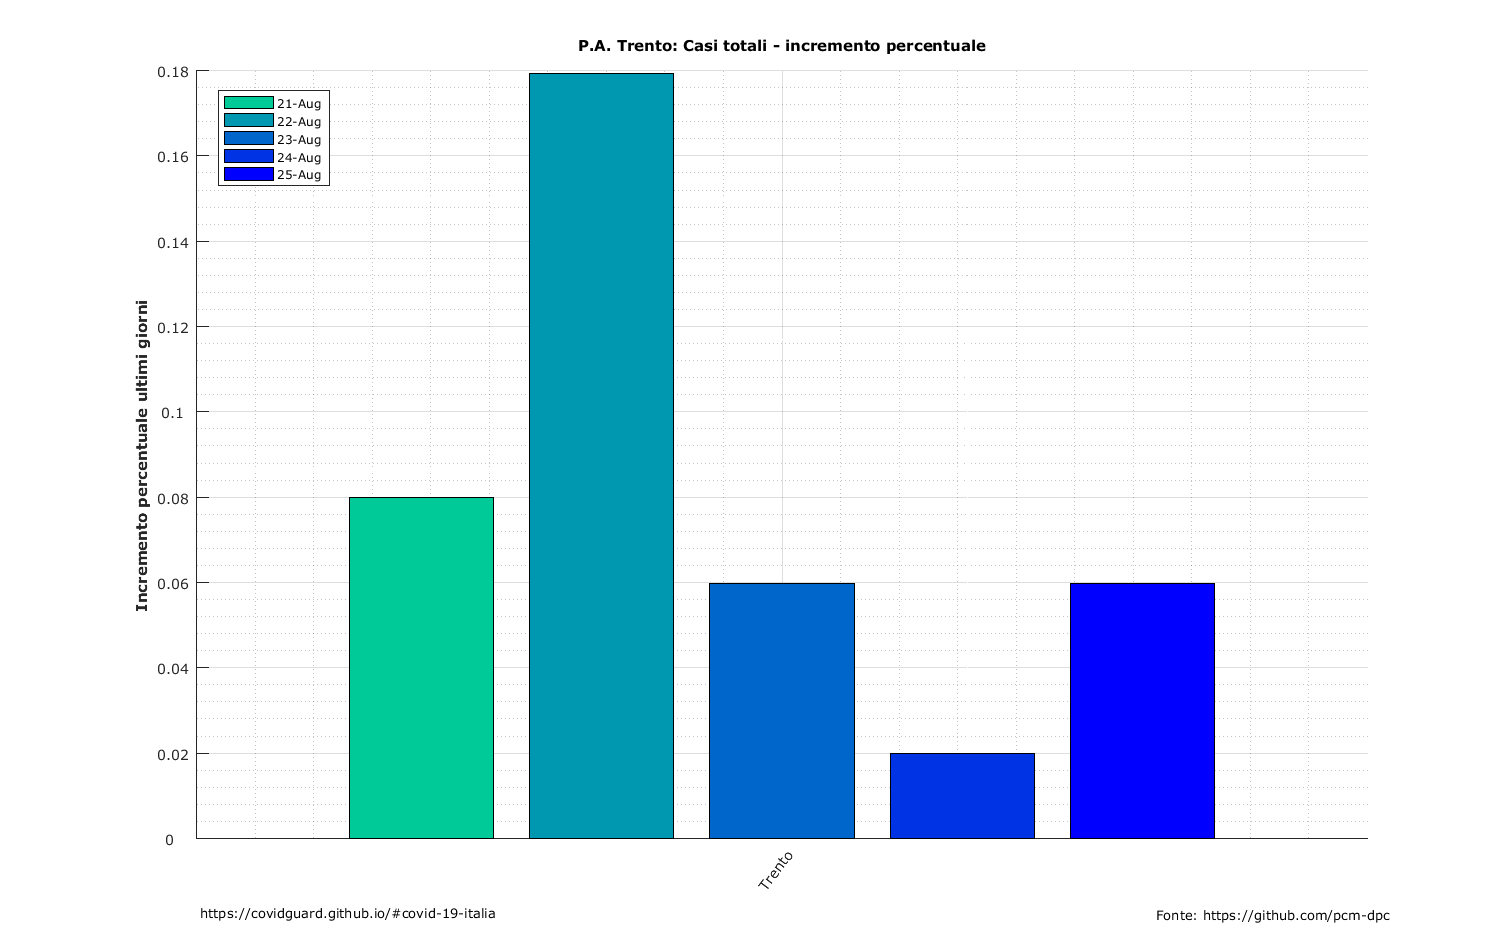 P.A. Trento: Casi totali - incremento percentuale
0.18
0.16
0.14
0.12
0.1
0.08
0.06
0.04
0.02
0
Incremento percentuale ultimi giorni
21-Aug
22-Aug
23-Aug
24-Aug
25-Aug
Trento
https://covidguard.github.io/#covid-19-italia
Fonte: https://github.com/pcm-dpc